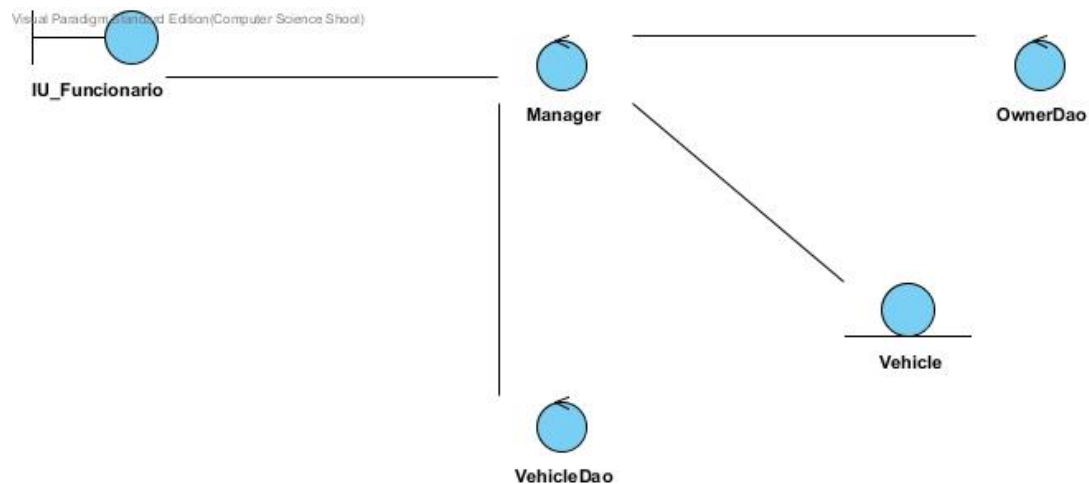 Visual Paradigm Standard Edition(Computer Science Shool)
IU_Funcionario
Manager
OwnerDao
Vehicle
VehicleDao